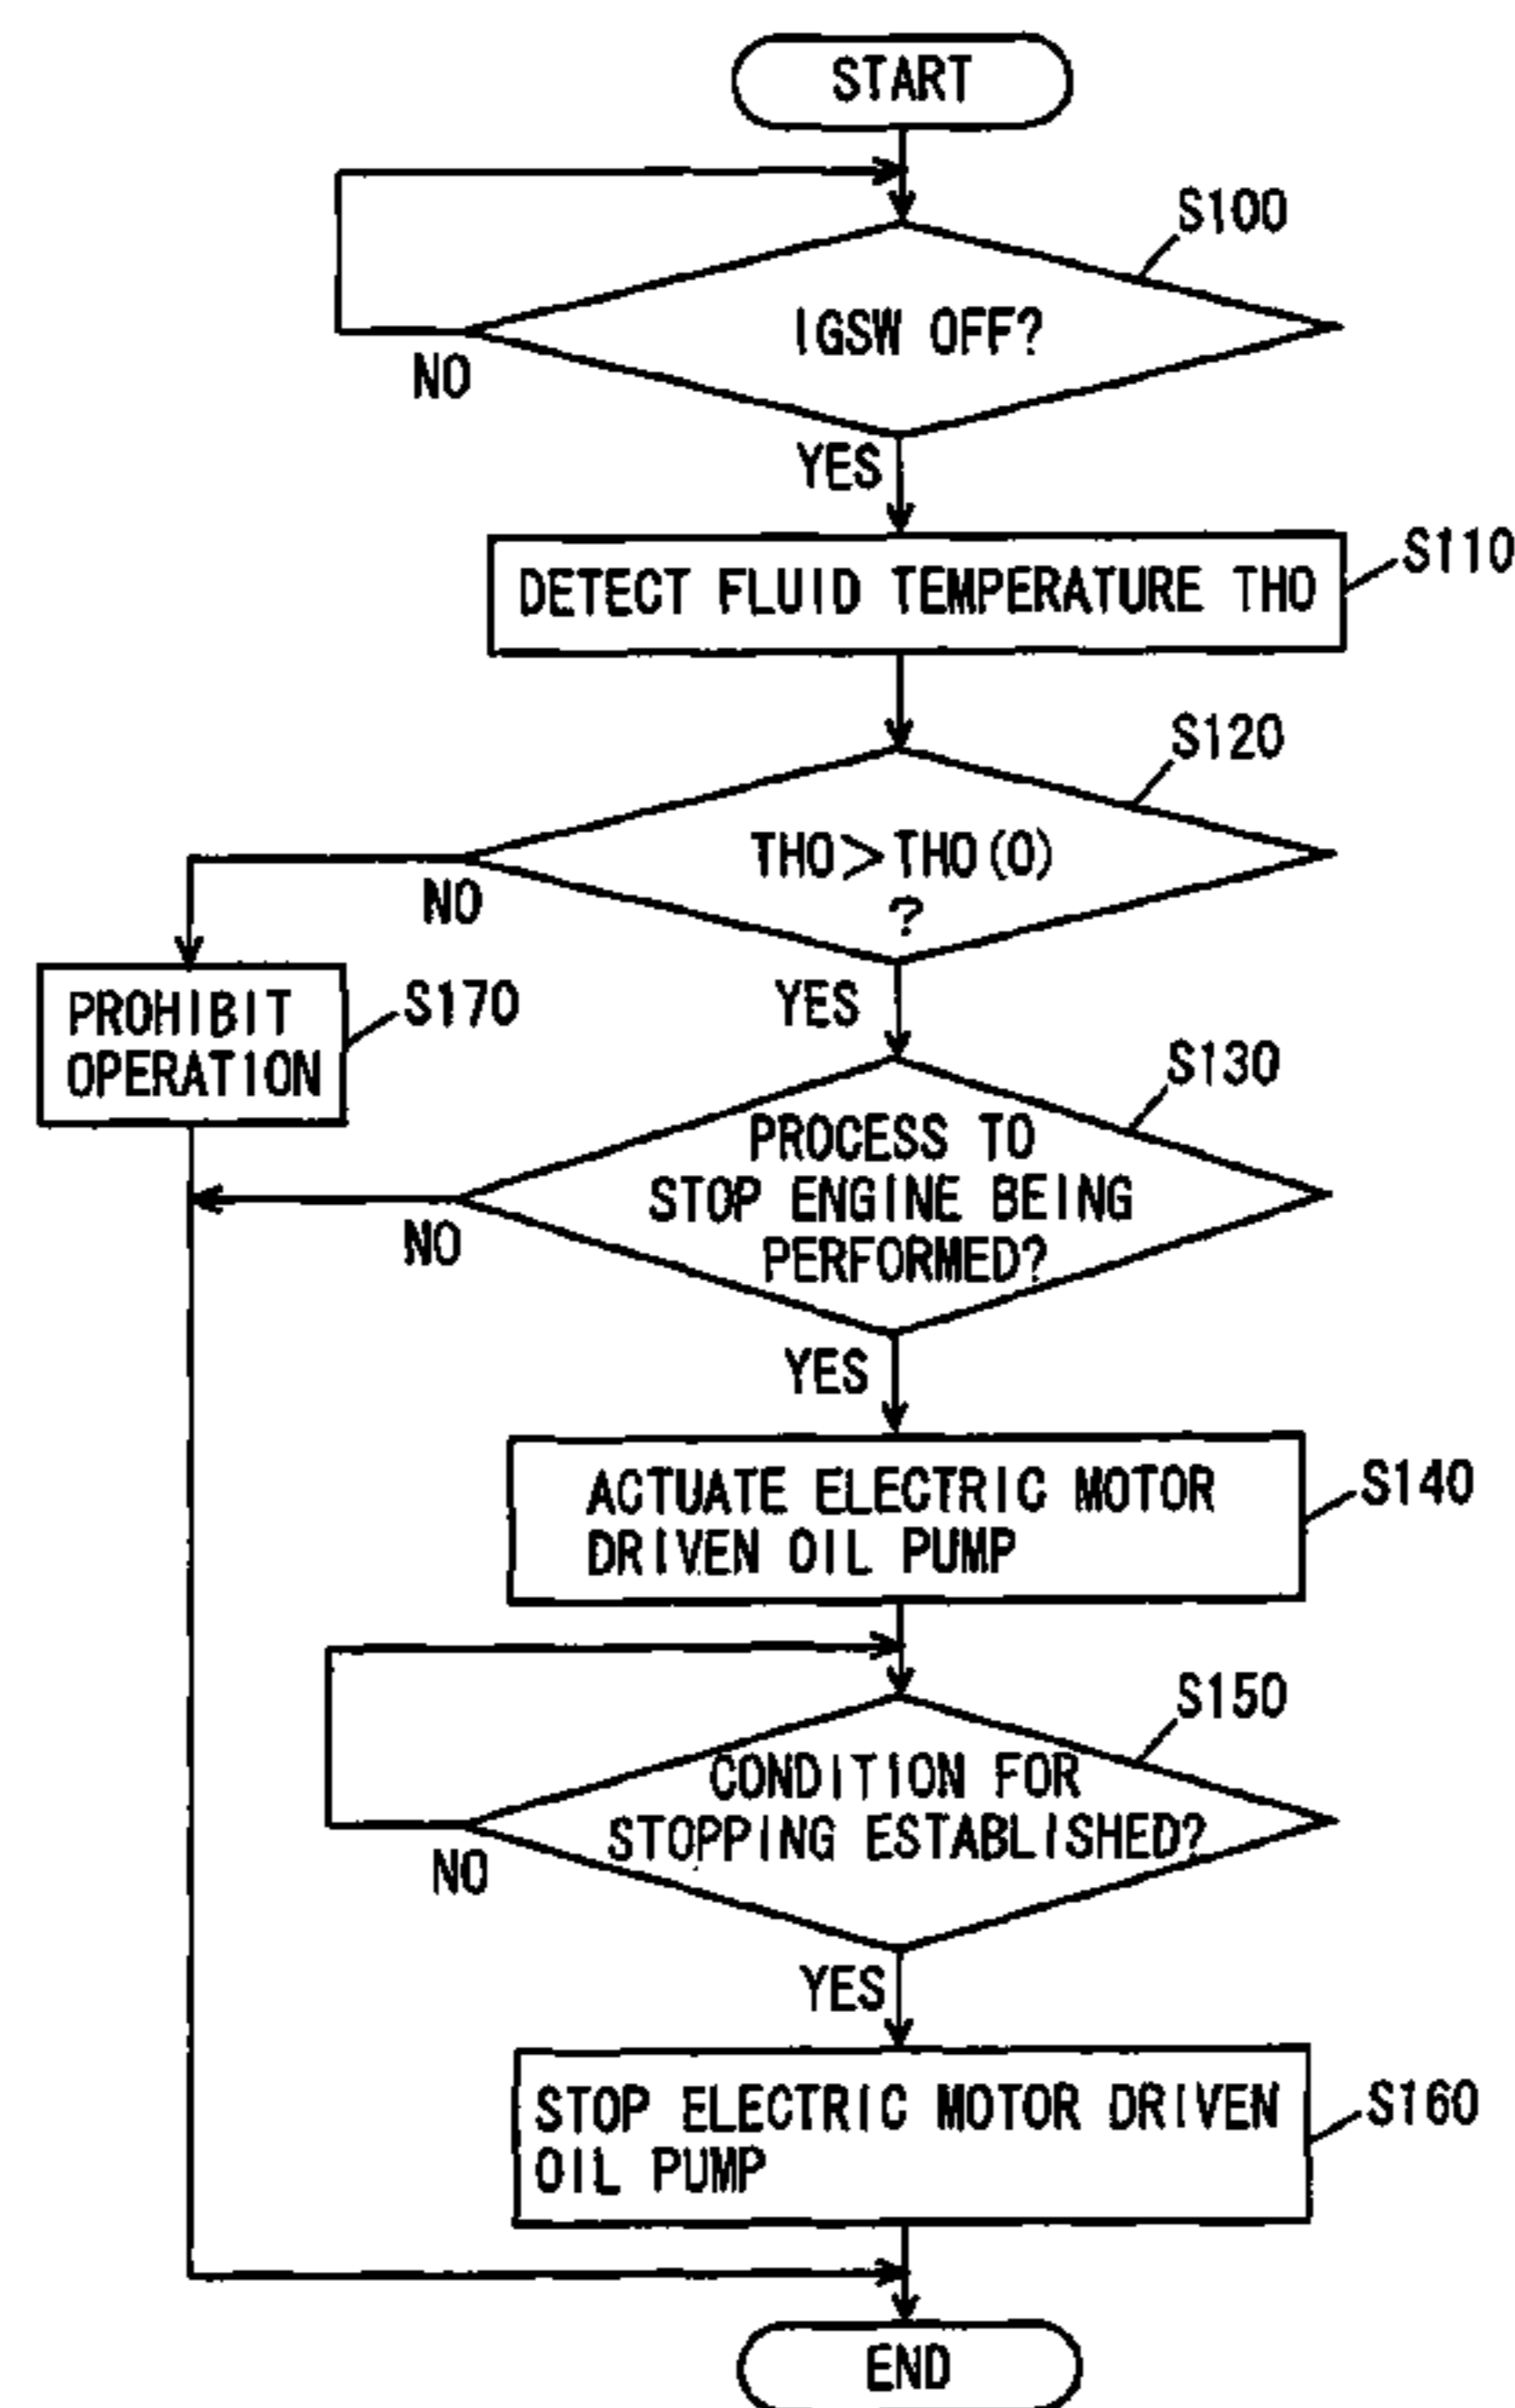 START
S100
IGSW OFF?
NO
YES
S110
DETECT FLUID TEMPERATURE THO
S120
THO>THO(0)
?
NO
YES
PROHIBIT
OPERATION
S170
S130
PROCESS TO
STOP ENGINE BEING
PERFORMED?
NO
YES
ACTUATE ELECTRIC MOTOR
DRIVEN OIL PUMP
S140
S150
CONDITION FOR
STOPPING ESTABLISHED?
NO
YES
STOP ELECTRIC MOTOR DRIVEN
OIL PUMP
S160
END